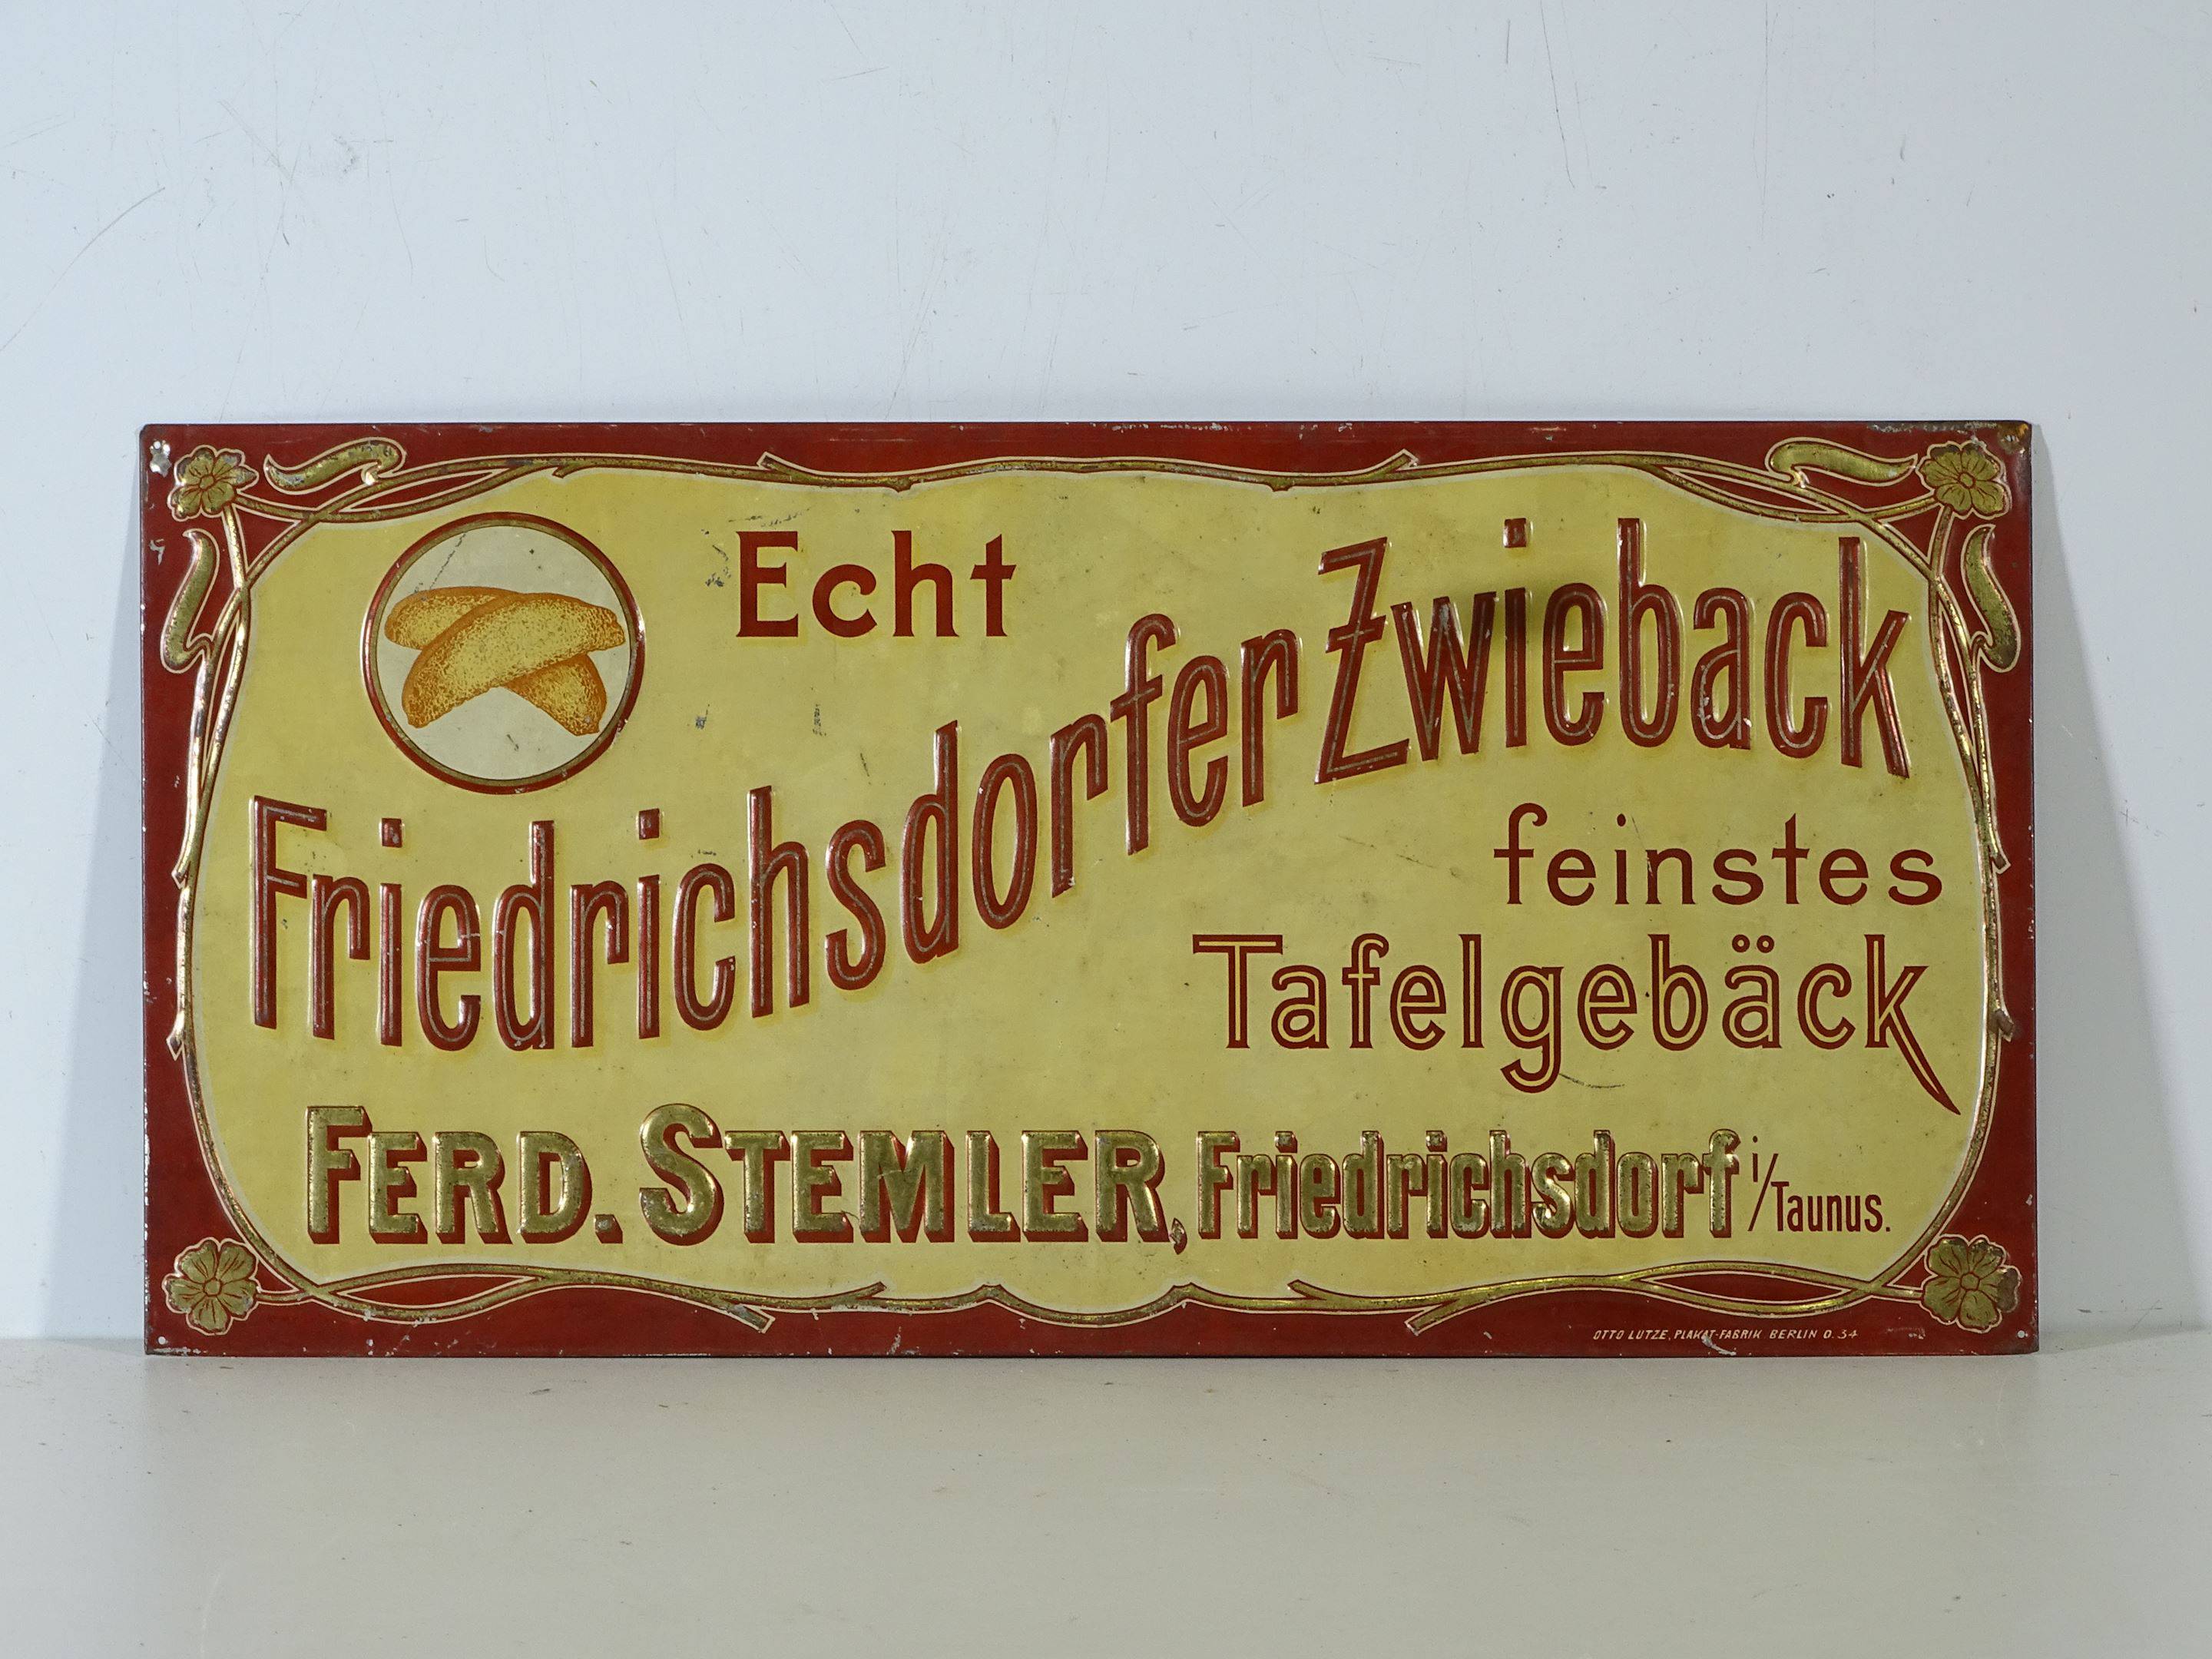 Echt
Friedrichsdorfer Zwieback
feinstes
Tafelgebäck
FERD. STEMLER, Friedrichsdorf i/Taunus.
OTTO LUTZE, PLAKAT-FABRIK BERLIN O. 34